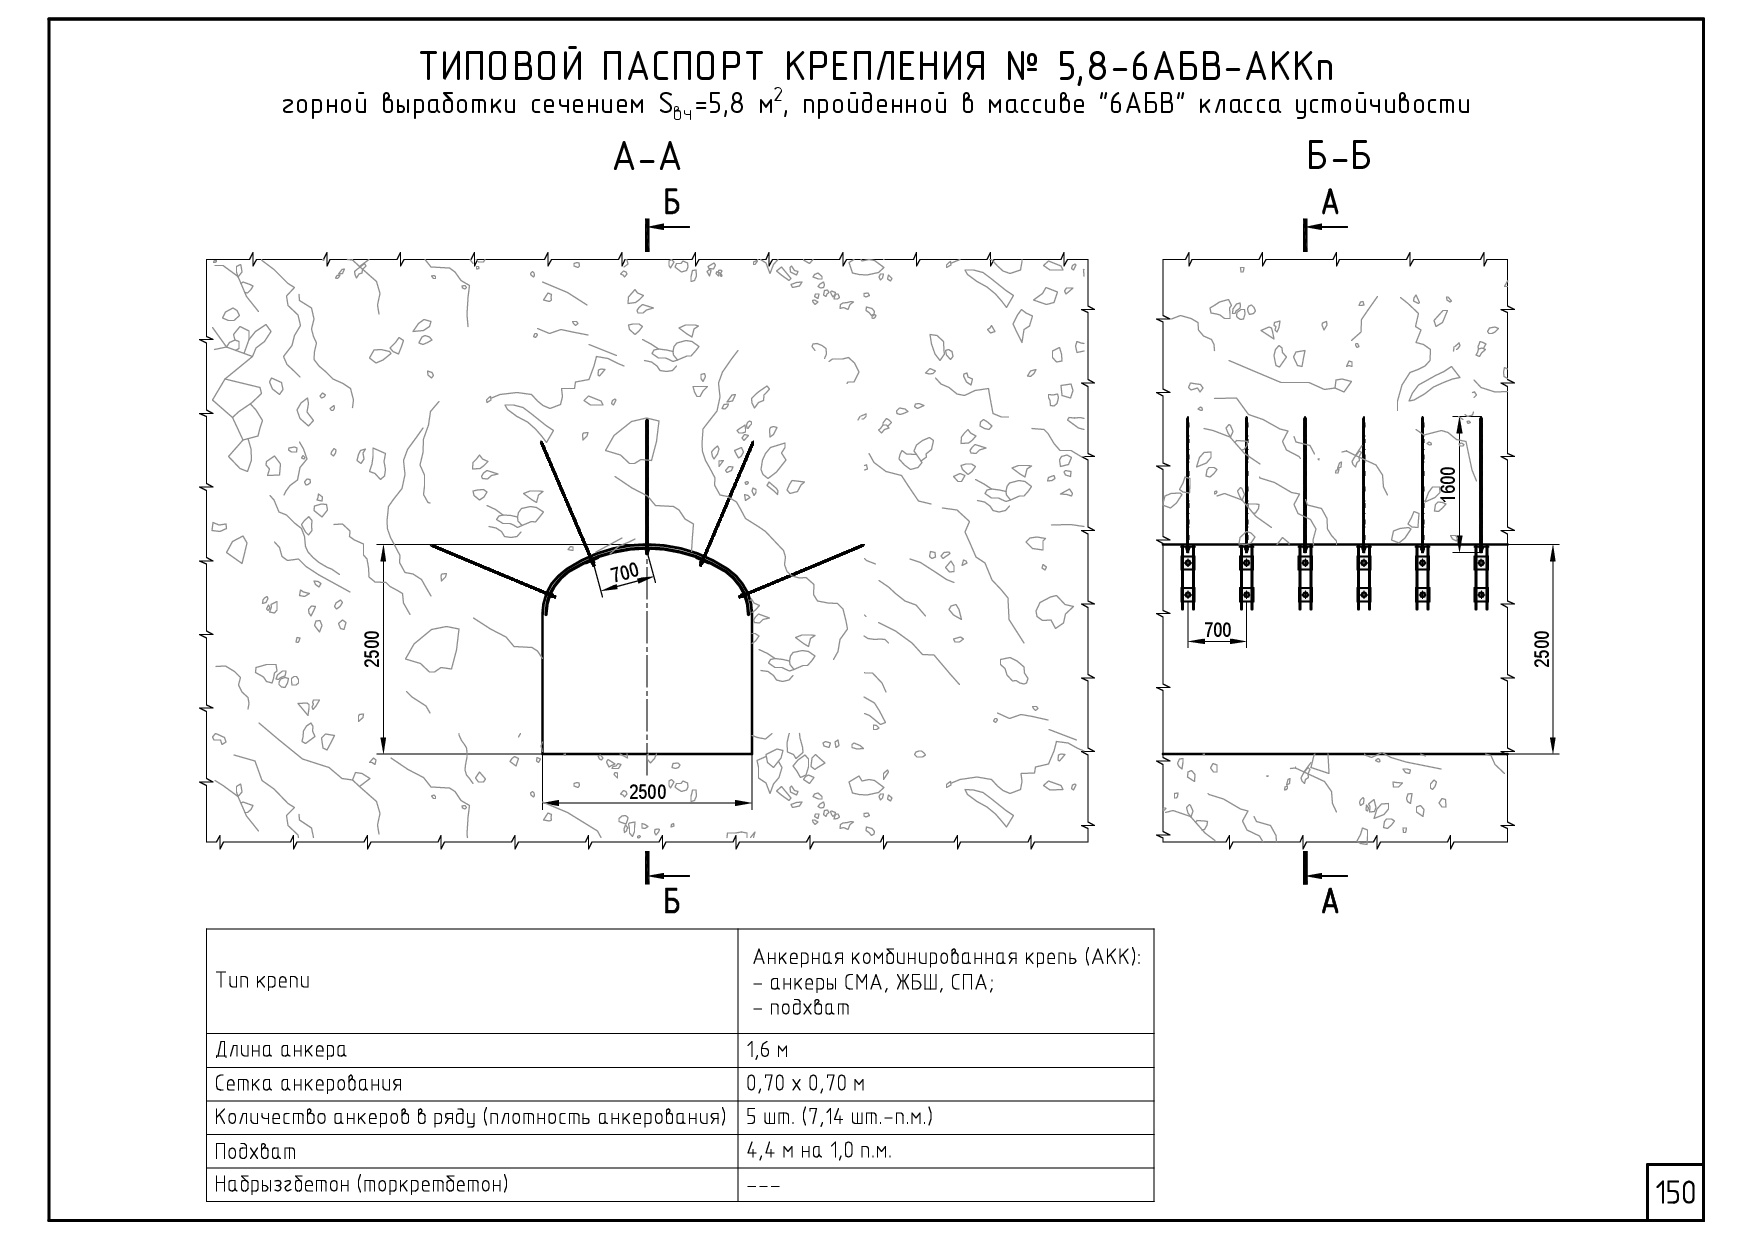 ТИПОВОЙ ПАСПОРТ КРЕПЛЕНИЯ № 5,8-6АБВ-АККп
горной выработки сечением Sвч=5,8 м², пройденной в массиве "6АБВ" класса устойчивости
А-А
Б-Б
Б
А
1600
700
2500
700
2500
2500
2500
Б
А
Тип крепи
Анкерная комбинированная крепь (АКК):
- анкеры СМА, ЖБШ, СПА;
- подхват
Длина анкера
1,6 м
Сетка анкерования
0,70 х 0,70 м
Количество анкеров в ряду (плотность анкерования)
5 шт. (7,14 шт.-п.м.)
Подхват
4,4 м на 1,0 п.м.
Набрызгбетон (торкретбетон)
---
150